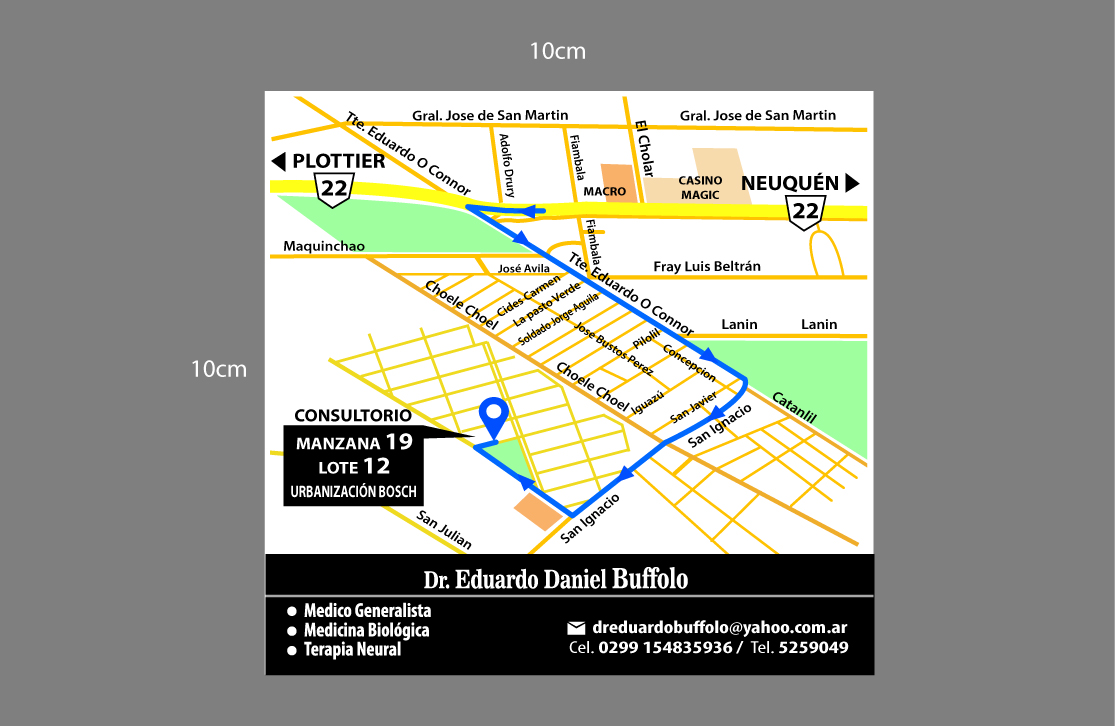 10cm
10cm
Gral. Jose de San Martin
Gral. Jose de San Martin
Tte. Eduardo O Connor
El Cholar
Adolfo Drury
Fiambala
PLOTTIER
22
MACRO
CASINO
MAGIC
NEUQUÉN
22
Fiambala
Maquinchao
José Avila
Tte. Eduardo O Connor
Fray Luis Beltrán
Choele Choel
Cides Carmen
La pasto Verde
Soldado Jorge Aguila
Jose Bustos Perez
Pilolil
Concepcion
Lanin
Lanin
Choele Choel
Iguazú
San Javier
San Ignacio
Catanlil
CONSULTORIO
MANZANA 19
LOTE 12
URBANIZACIÓN BOSCH
San Julian
San Ignacio
Dr. Eduardo Daniel Buffolo
Medico Generalista
Medicina Biológica
Terapia Neural
dreduardobuffolo@yahoo.com.ar
Cel. 0299 154835936 / Tel. 5259049